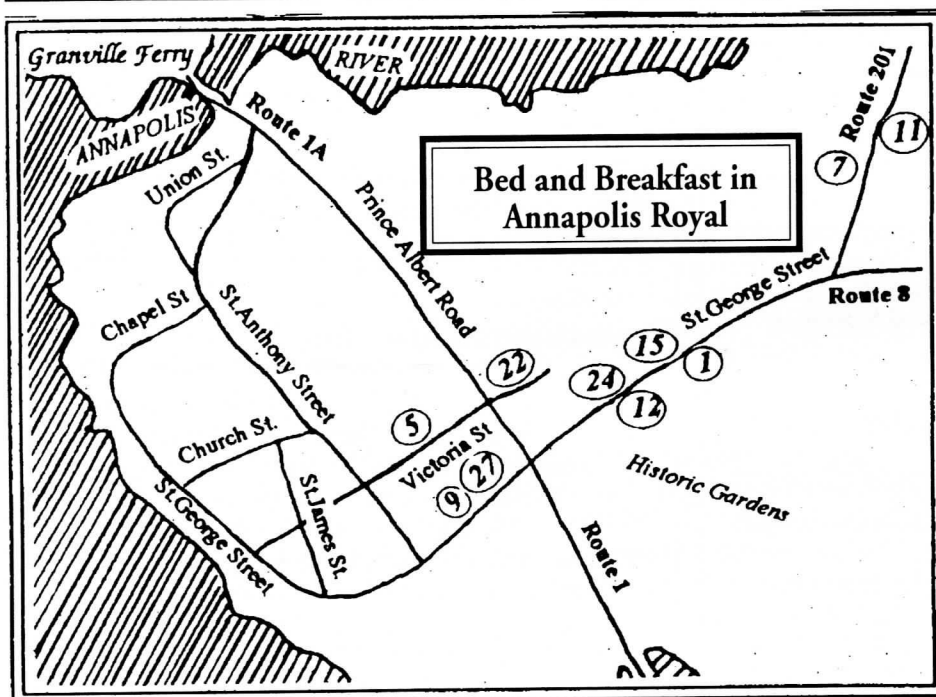 Granville Ferry
RIVER
ANNAPOLIS
Route 1A
Route 201
11
7
Union St.
Bed and Breakfast in
Annapolis Royal
Prince Albert Road
St.George Street
Route 8
Chapel St
St.Anthony Street
15
1
22
24
12
5
Church St.
Victoria St
27
9
Historic Gardens
St.George Street
St.James St.
Route 1